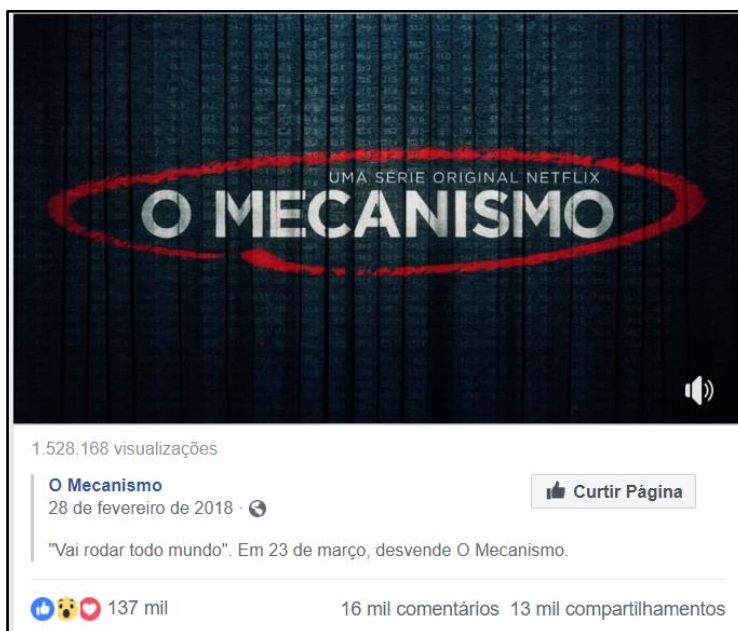 UMA SÉRIE ORIGINAL NETFLIX
O MECANISMO
1.528.168 visualizações
O Mecanismo
28 de fevereiro de 2018 ·
Curtir Página
"Vai rodar todo mundo". Em 23 de março, desvende O Mecanismo.
137 mil
16 mil comentários 13 mil compartilhamentos